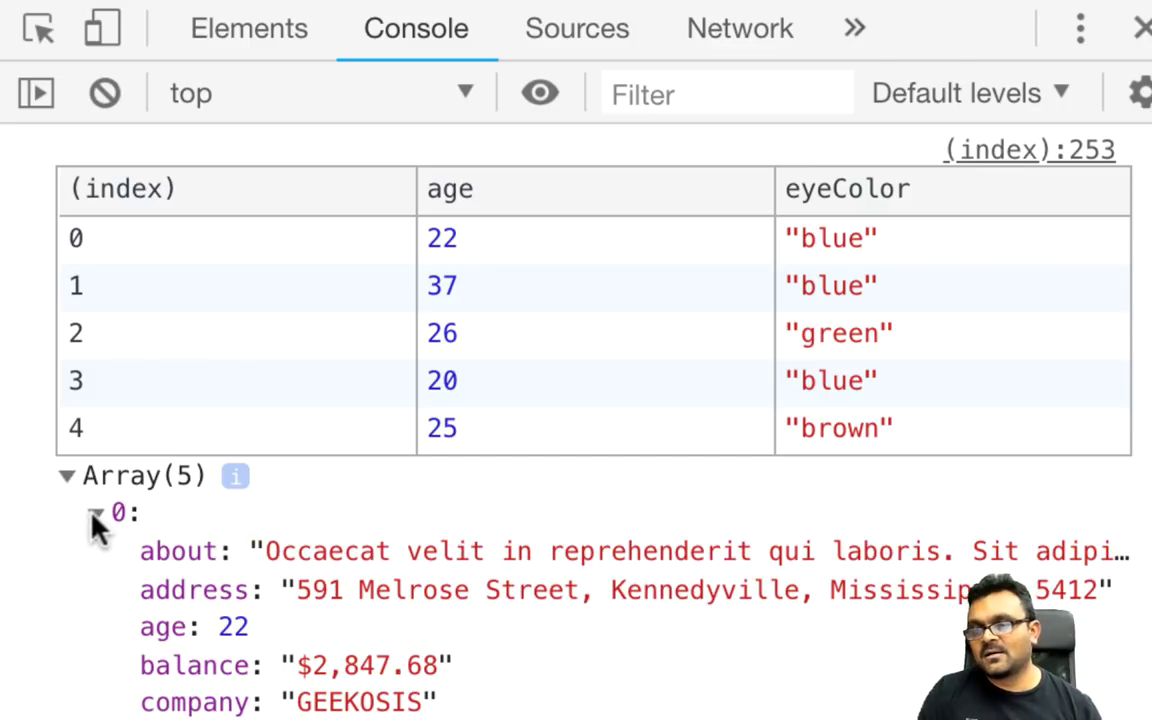 Elements Console Sources Network »
top Filter Default levels
(index):253
(index) age eyeColor
0 22 "blue"
1 37 "blue"
2 26 "green"
3 20 "blue"
4 25 "brown"
Array(5) i
0:
about: "Occaecat velit in reprehenderit qui laboris. Sit adipi…
address: "591 Melrose Street, Kennedyville, 5412"
age: 22
balance: "$2,847.68"
company: "GEEKOSIS"